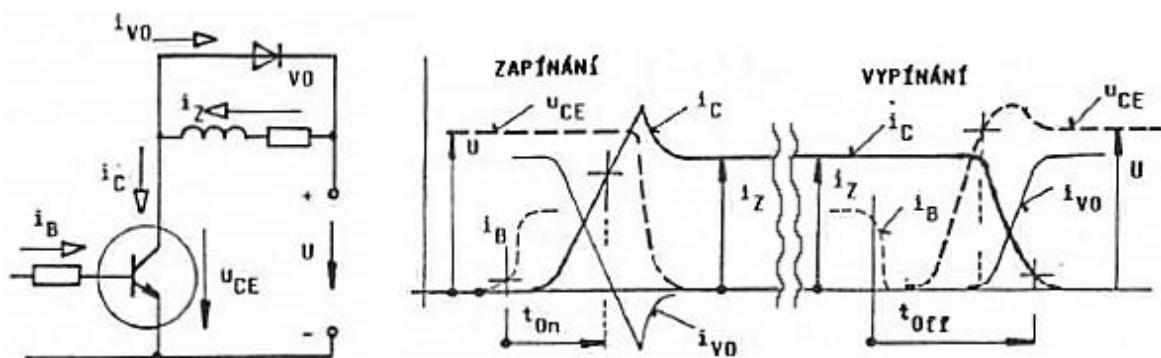 i_VO
VO
i_Z
i_C
+
i_B
U
u_CE
-
ZAPÍNÁNÍ
VYPÍNÁNÍ
u_CE
i_C
u_CE
i_C
U
i_Z
i_Z
U
i_B
i_B
i_VO
t_On
i_VO
t_Off